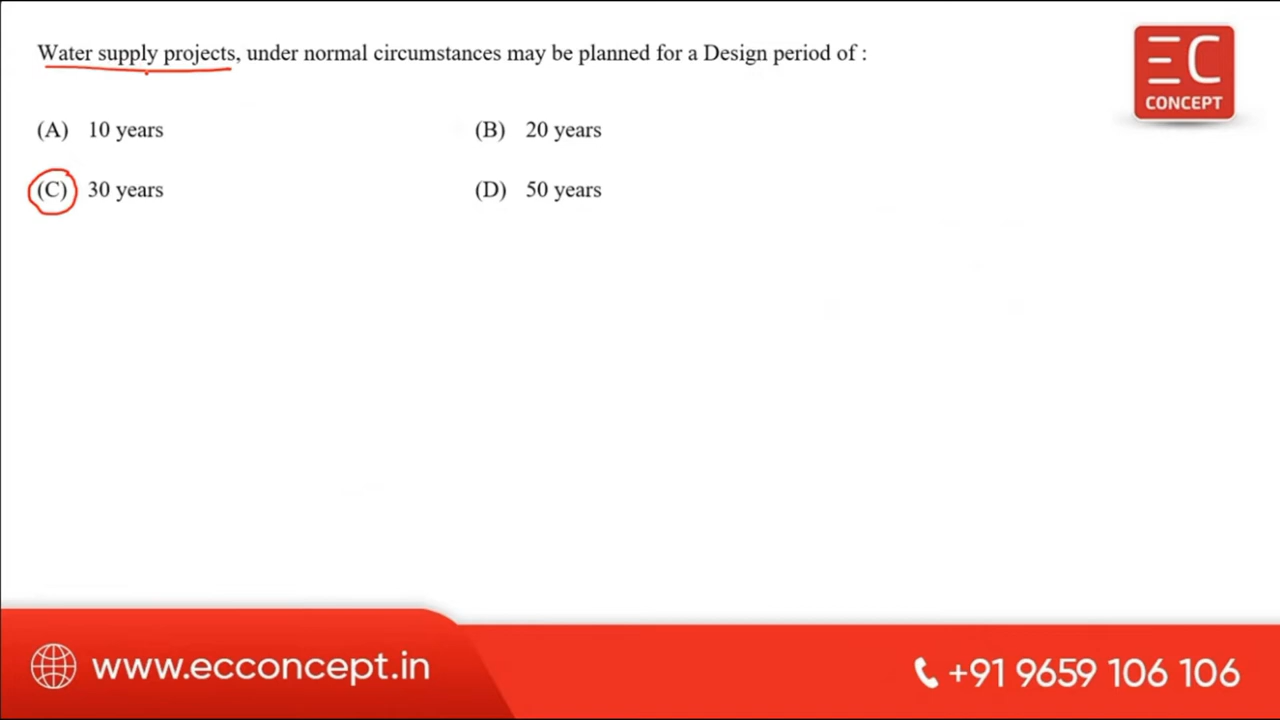 Water supply projects, under normal circumstances may be planned for a Design period of :
EC
CONCEPT
(A) 10 years
(B) 20 years
(C) 30 years
(D) 50 years
www.ecconcept.in
+91 9659 106 106